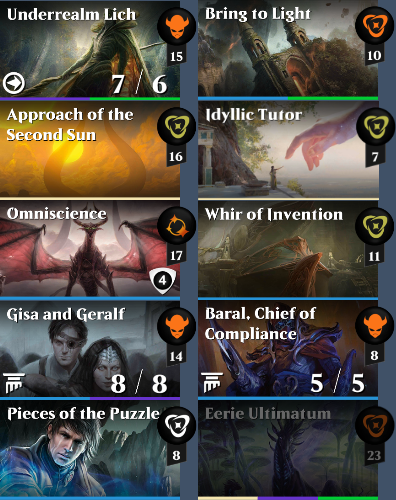 Underrealm Lich
15
7 / 6
Bring to Light
10
Approach of the
Second Sun
16
Idyllic Tutor
7
Omniscience
17
4
Whir of Invention
11
Gisa and Geralf
14
8 / 8
Baral, Chief of
Compliance
8
5 / 5
Pieces of the Puzzle
8
Eerie Ultimatum
23